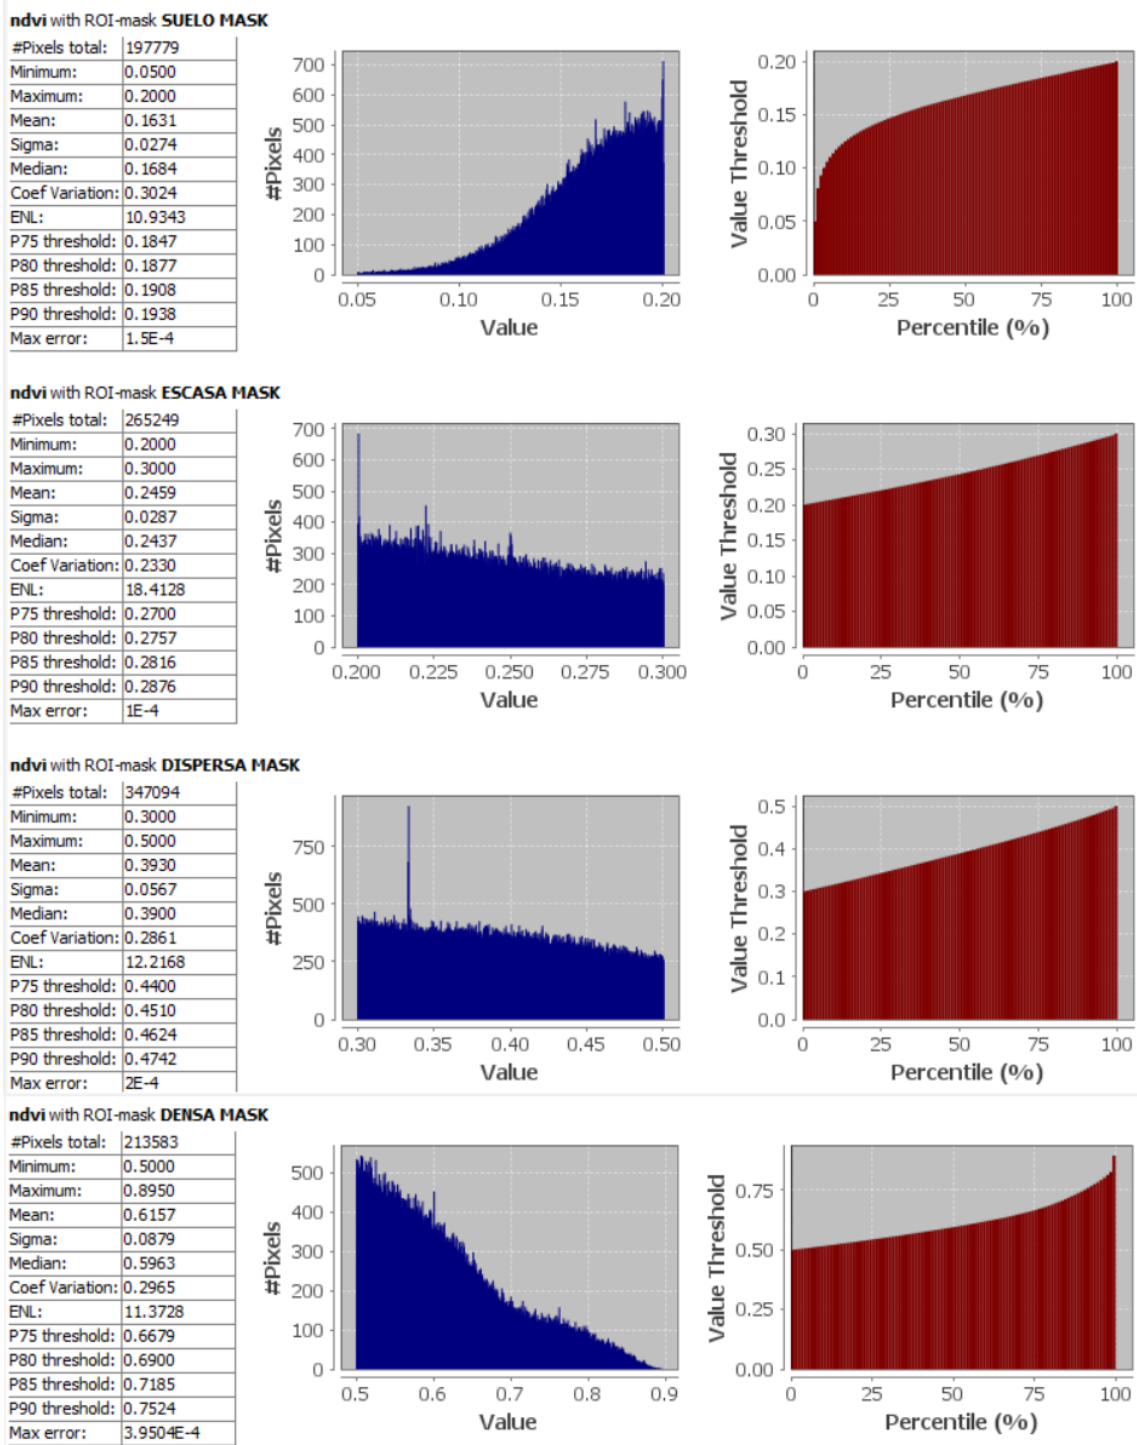 ndvi with ROI-mask SUELO MASK
#Pixels total: 197779
Minimum: 0.0500
Maximum: 0.2000
Mean: 0.1631
Sigma: 0.0274
Median: 0.1684
Coef Variation: 0.3024
ENL: 10.9343
P75 threshold: 0.1847
P80 threshold: 0.1877
P85 threshold: 0.1908
P90 threshold: 0.1938
Max error: 1.5E-4
#Pixels
700
600
500
400
300
200
100
0
0.05 0.10 0.15 0.20
Value
Value Threshold
0.20
0.15
0.10
0.05
0.00
0 25 50 75 100
Percentile (%)
ndvi with ROI-mask ESCASA MASK
#Pixels total: 265249
Minimum: 0.2000
Maximum: 0.3000
Mean: 0.2459
Sigma: 0.0287
Median: 0.2437
Coef Variation: 0.2330
ENL: 18.4128
P75 threshold: 0.2700
P80 threshold: 0.2757
P85 threshold: 0.2816
P90 threshold: 0.2876
Max error: 1E-4
#Pixels
700
600
500
400
300
200
100
0
0.200 0.225 0.250 0.275 0.300
Value
Value Threshold
0.30
0.25
0.20
0.15
0.10
0.05
0.00
0 25 50 75 100
Percentile (%)
ndvi with ROI-mask DISPERSA MASK
#Pixels total: 347094
Minimum: 0.3000
Maximum: 0.5000
Mean: 0.3930
Sigma: 0.0567
Median: 0.3900
Coef Variation: 0.2861
ENL: 12.2168
P75 threshold: 0.4400
P80 threshold: 0.4510
P85 threshold: 0.4624
P90 threshold: 0.4742
Max error: 2E-4
#Pixels
750
500
250
0
0.30 0.35 0.40 0.45 0.50
Value
Value Threshold
0.5
0.4
0.3
0.2
0.1
0.0
0 25 50 75 100
Percentile (%)
ndvi with ROI-mask DENSA MASK
#Pixels total: 213583
Minimum: 0.5000
Maximum: 0.8950
Mean: 0.6157
Sigma: 0.0879
Median: 0.5963
Coef Variation: 0.2965
ENL: 11.3728
P75 threshold: 0.6679
P80 threshold: 0.6900
P85 threshold: 0.7185
P90 threshold: 0.7524
Max error: 3.9504E-4
#Pixels
500
400
300
200
100
0
0.5 0.6 0.7 0.8 0.9
Value
Value Threshold
0.75
0.50
0.25
0.00
0 25 50 75 100
Percentile (%)